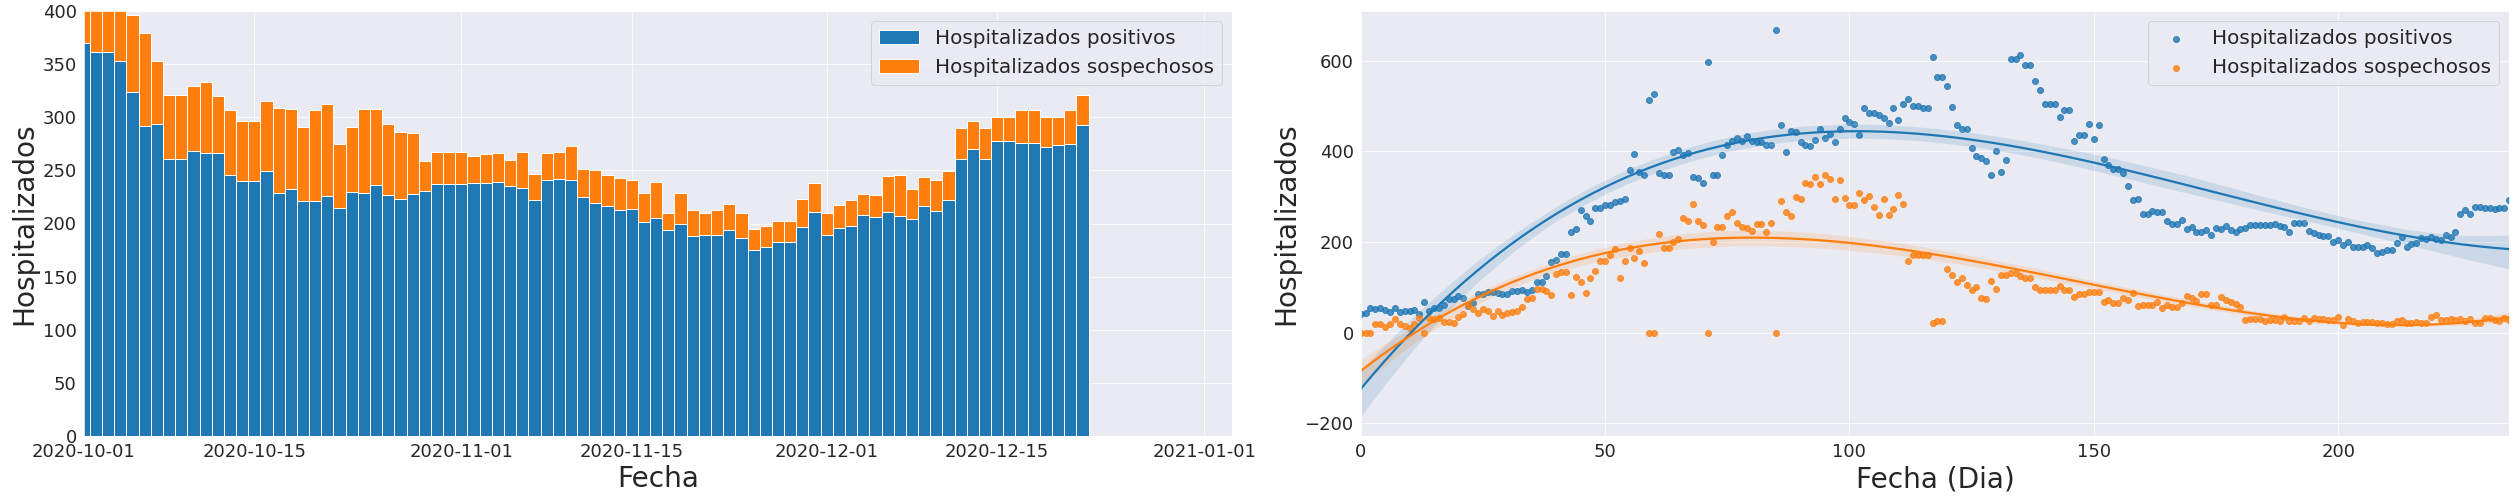 400
350
300
250
200
150
100
50
0
Hospitalizados
2020-10-01 2020-10-15 2020-11-01 2020-11-15 2020-12-01 2020-12-15 2021-01-01
Fecha
Hospitalizados positivos
Hospitalizados sospechosos
600
400
200
0
−200
Hospitalizados
0 50 100 150 200
Fecha (Dia)
Hospitalizados positivos
Hospitalizados sospechosos